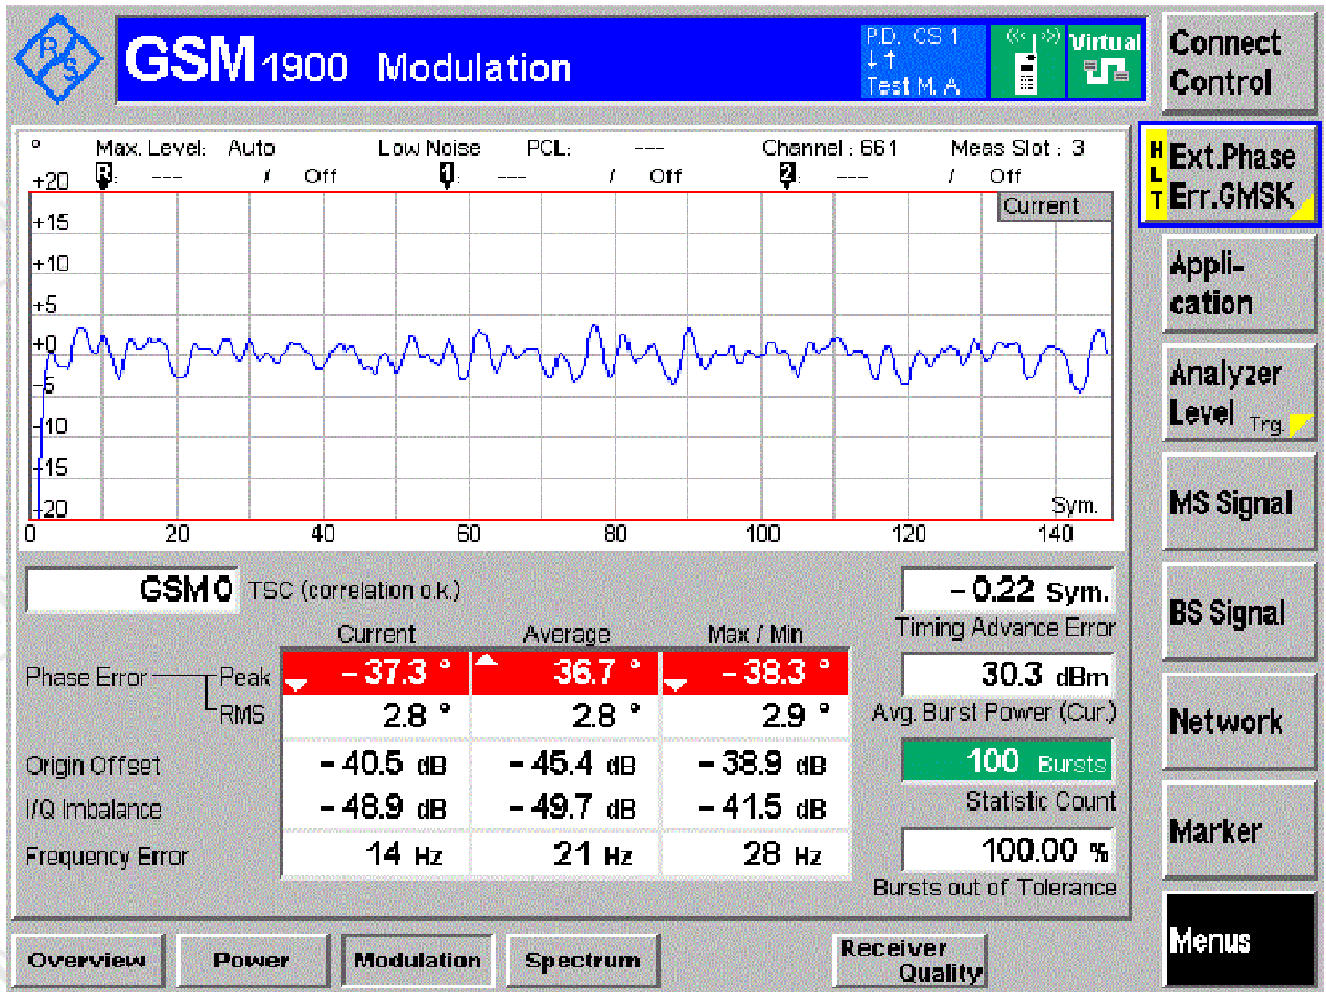 R S
GSM 1900 Modulation
P.D. CS 1
Test M. A.
Virtual
Connect
Control
° Max. Level: Auto Low Noise PCL: --- Channel : 661 Meas Slot : 3
R : --- / Off 1 : --- / Off 2 : --- / Off
Current
+20
+15
+10
+5
+0
-5
-10
-15
-20
Sym.
0 20 40 60 80 100 120 140
HLT
Ext.Phase
Err.GMSK
Appli-
cation
Analyzer
Level Trg.
MS Signal
BS Signal
Network
Marker
Menus
GSM 0 TSC (correlation o.k.)
- 0.22 Sym.
Timing Advance Error
Current Average Max / Min
Phase Error Peak - 37.3 ° 36.7 ° - 38.3 °
30.3 dBm
RMS 2.8 ° 2.8 ° 2.9 °
Avg. Burst Power (Cur.)
Origin Offset - 40.5 dB - 45.4 dB - 38.9 dB
100 Bursts
Statistic Count
I/Q Imbalance - 48.9 dB - 49.7 dB - 41.5 dB
Frequency Error 14 Hz 21 Hz 28 Hz
100.00 %
Bursts out of Tolerance
Overview Power Modulation Spectrum
Receiver
Quality